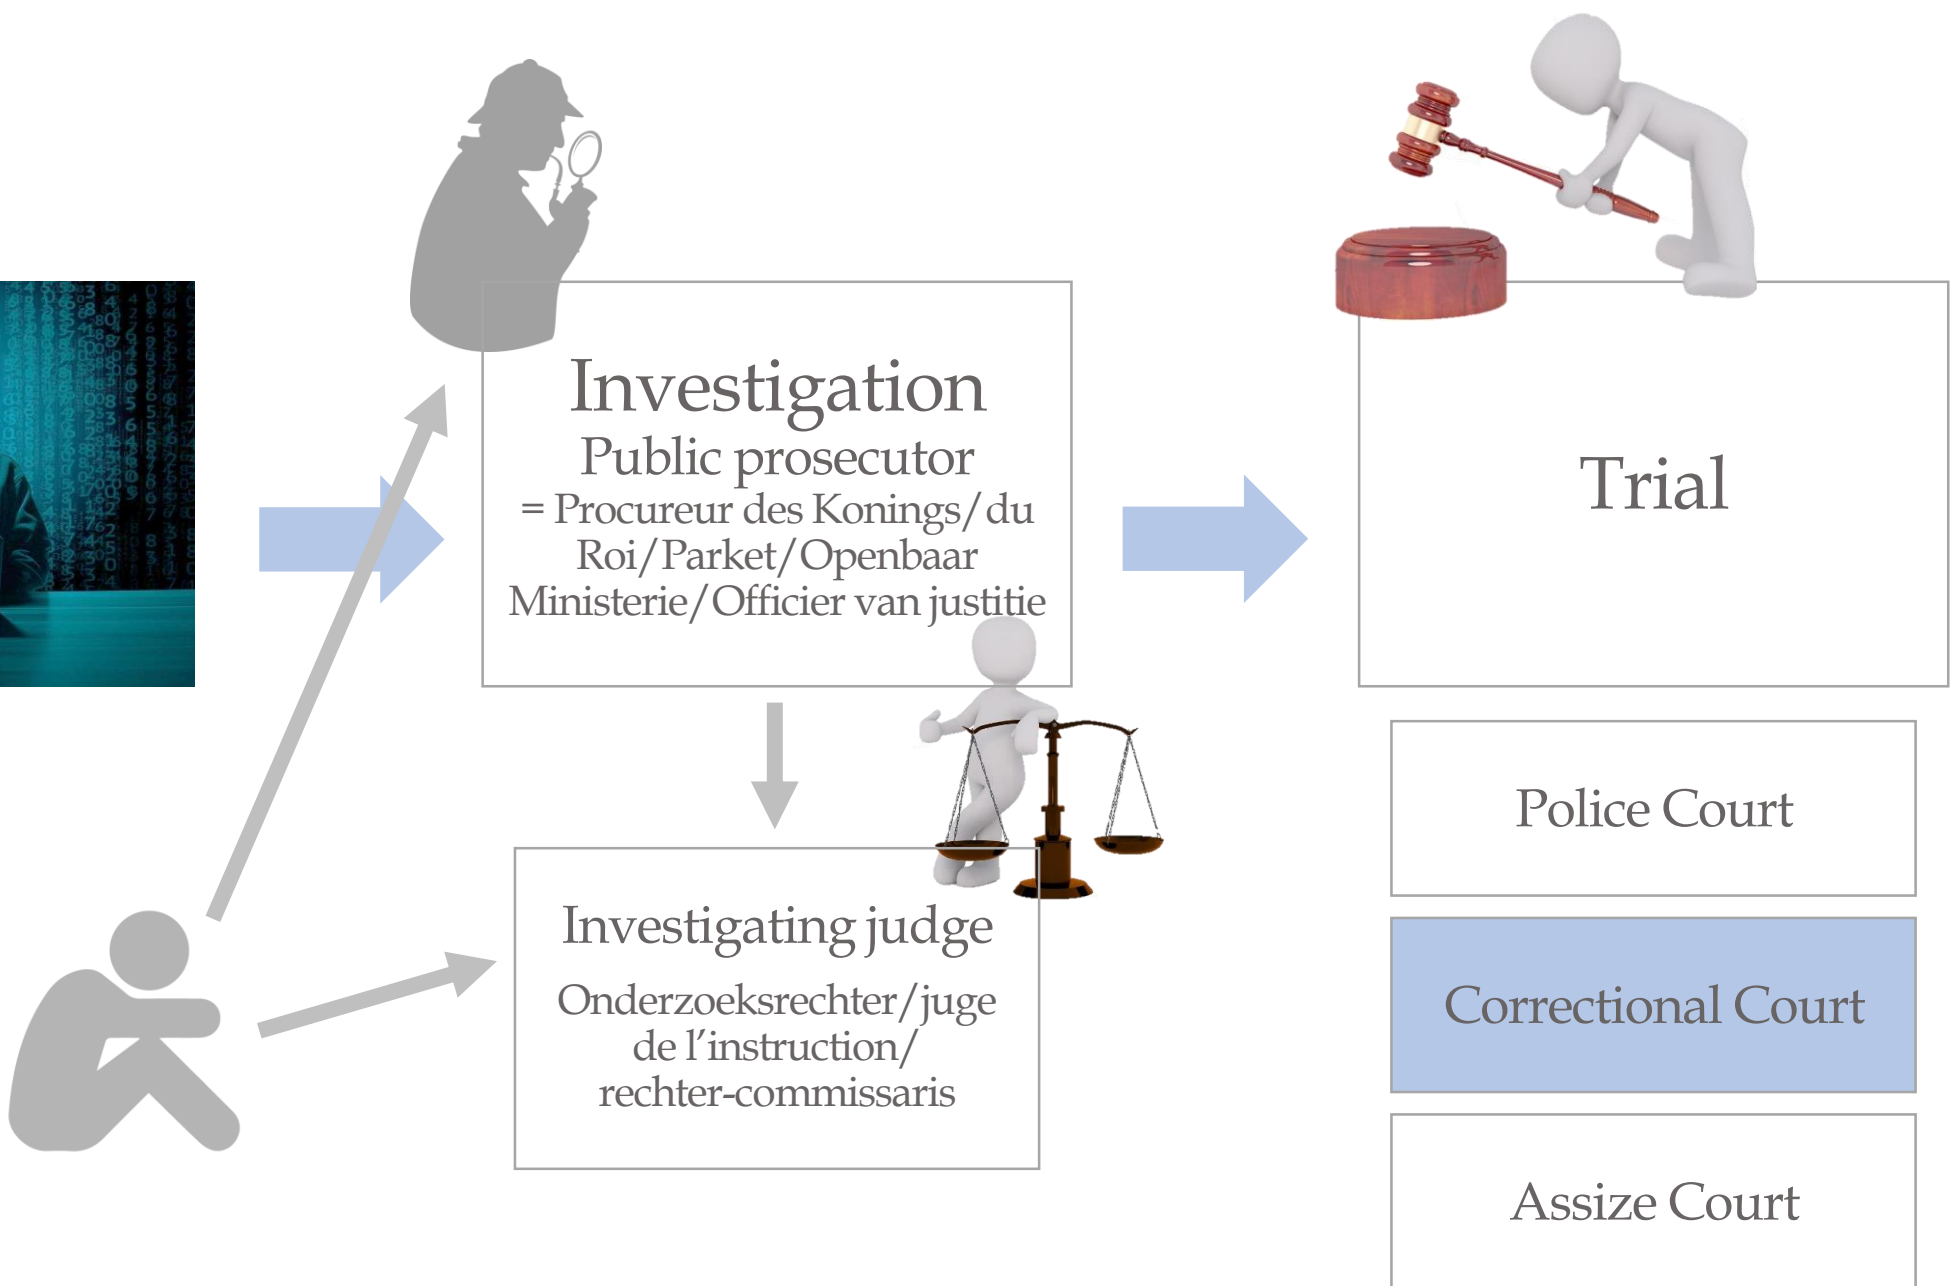 Investigation
Public prosecutor
= Procureur des Konings/du
Roi/Parket/Openbaar
Ministerie/Officier van justitie
Trial
Investigating judge
Onderzoeksrechter/juge
de l’instruction/
rechter-commissaris
Police Court
Correctional Court
Assize Court